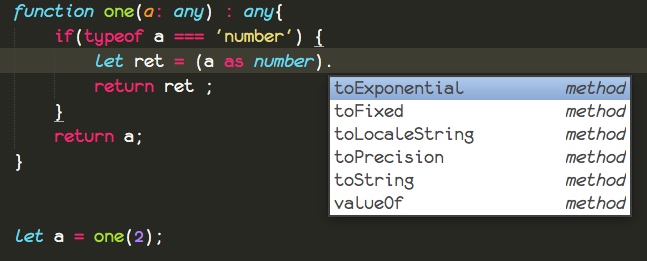 function one(a: any) : any{
if(typeof a === 'number') {
let ret = (a as number).
return ret ;
toExponential method
}
toFixed method
return a;
toLocaleString method
}
toPrecision method
toString method
valueOf method
let a = one(2);